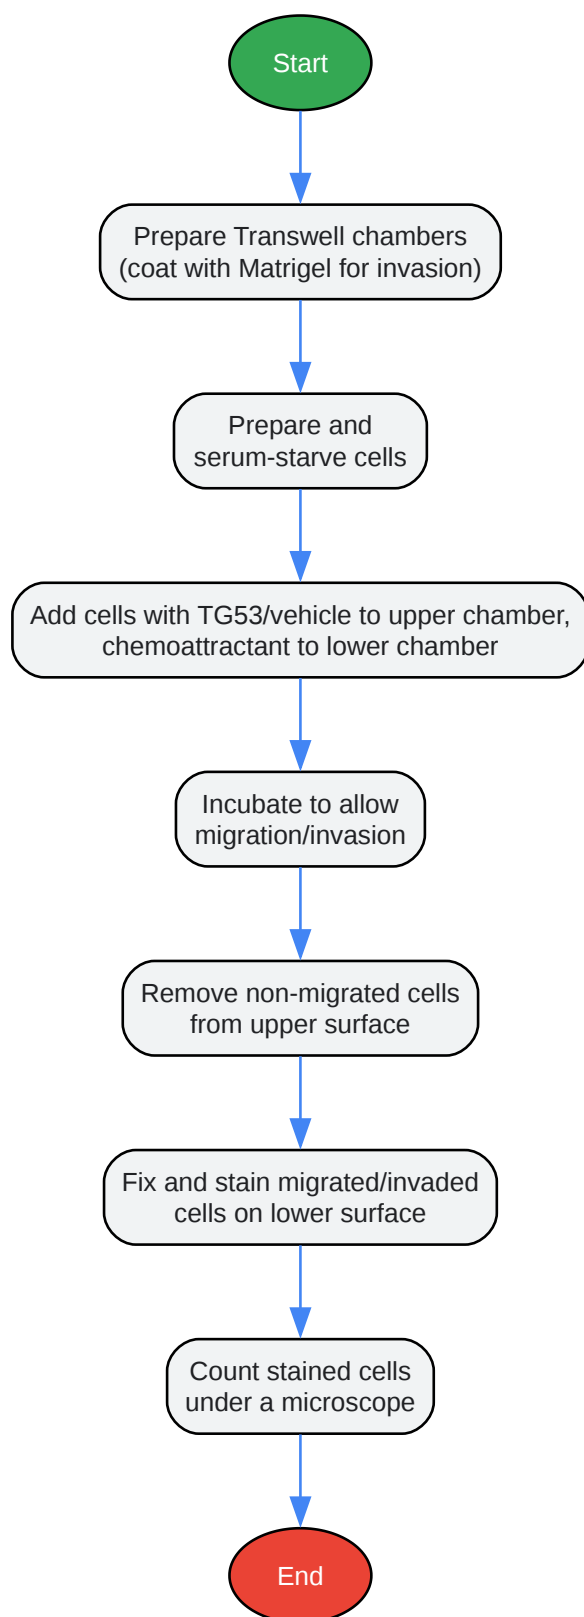 Start
Prepare Transwell chambers
(coat with Matrigel for invasion)
Prepare and
serum-starve cells
Add cells with TG53/vehicle to upper chamber,
chemoattractant to lower chamber
Incubate to allow
migration/invasion
Remove non-migrated cells
from upper surface
Fix and stain migrated/invaded
cells on lower surface
Count stained cells
under a microscope
End